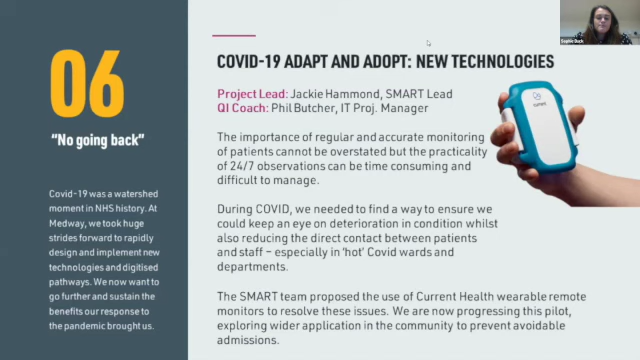 06
"No going back"
Covid-19 was a watershed
moment in NHS history. At
Medway, we took huge
strides forward to rapidly
design and implement new
technologies and digitised
pathways. We now want to
go further and sustain the
benefits our response to
the pandemic brought us.
COVID-19 ADAPT AND ADOPT: NEW TECHNOLOGIES
Project Lead: Jackie Hammond, SMART Lead
QI Coach: Phil Butcher, IT Proj. Manager
The importance of regular and accurate monitoring
of patients cannot be overstated but the practicality
of 24/7 observations can be time consuming and
difficult to manage.
During COVID, we needed to find a way to ensure we
could keep an eye on deterioration in condition whilst
also reducing the direct contact between patients
and staff – especially in 'hot' Covid wards and
departments.
The SMART team proposed the use of Current Health wearable remote
monitors to resolve these issues. We are now progressing this pilot,
exploring wider application in the community to prevent avoidable
admissions.
current
Sophie Duck